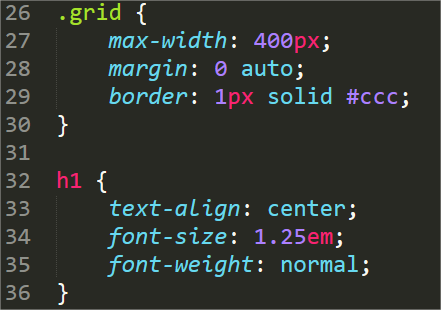 26 .grid {
27     max-width: 400px;
28     margin: 0 auto;
29     border: 1px solid #ccc;
30 }
31
32 h1 {
33     text-align: center;
34     font-size: 1.25em;
35     font-weight: normal;
36 }